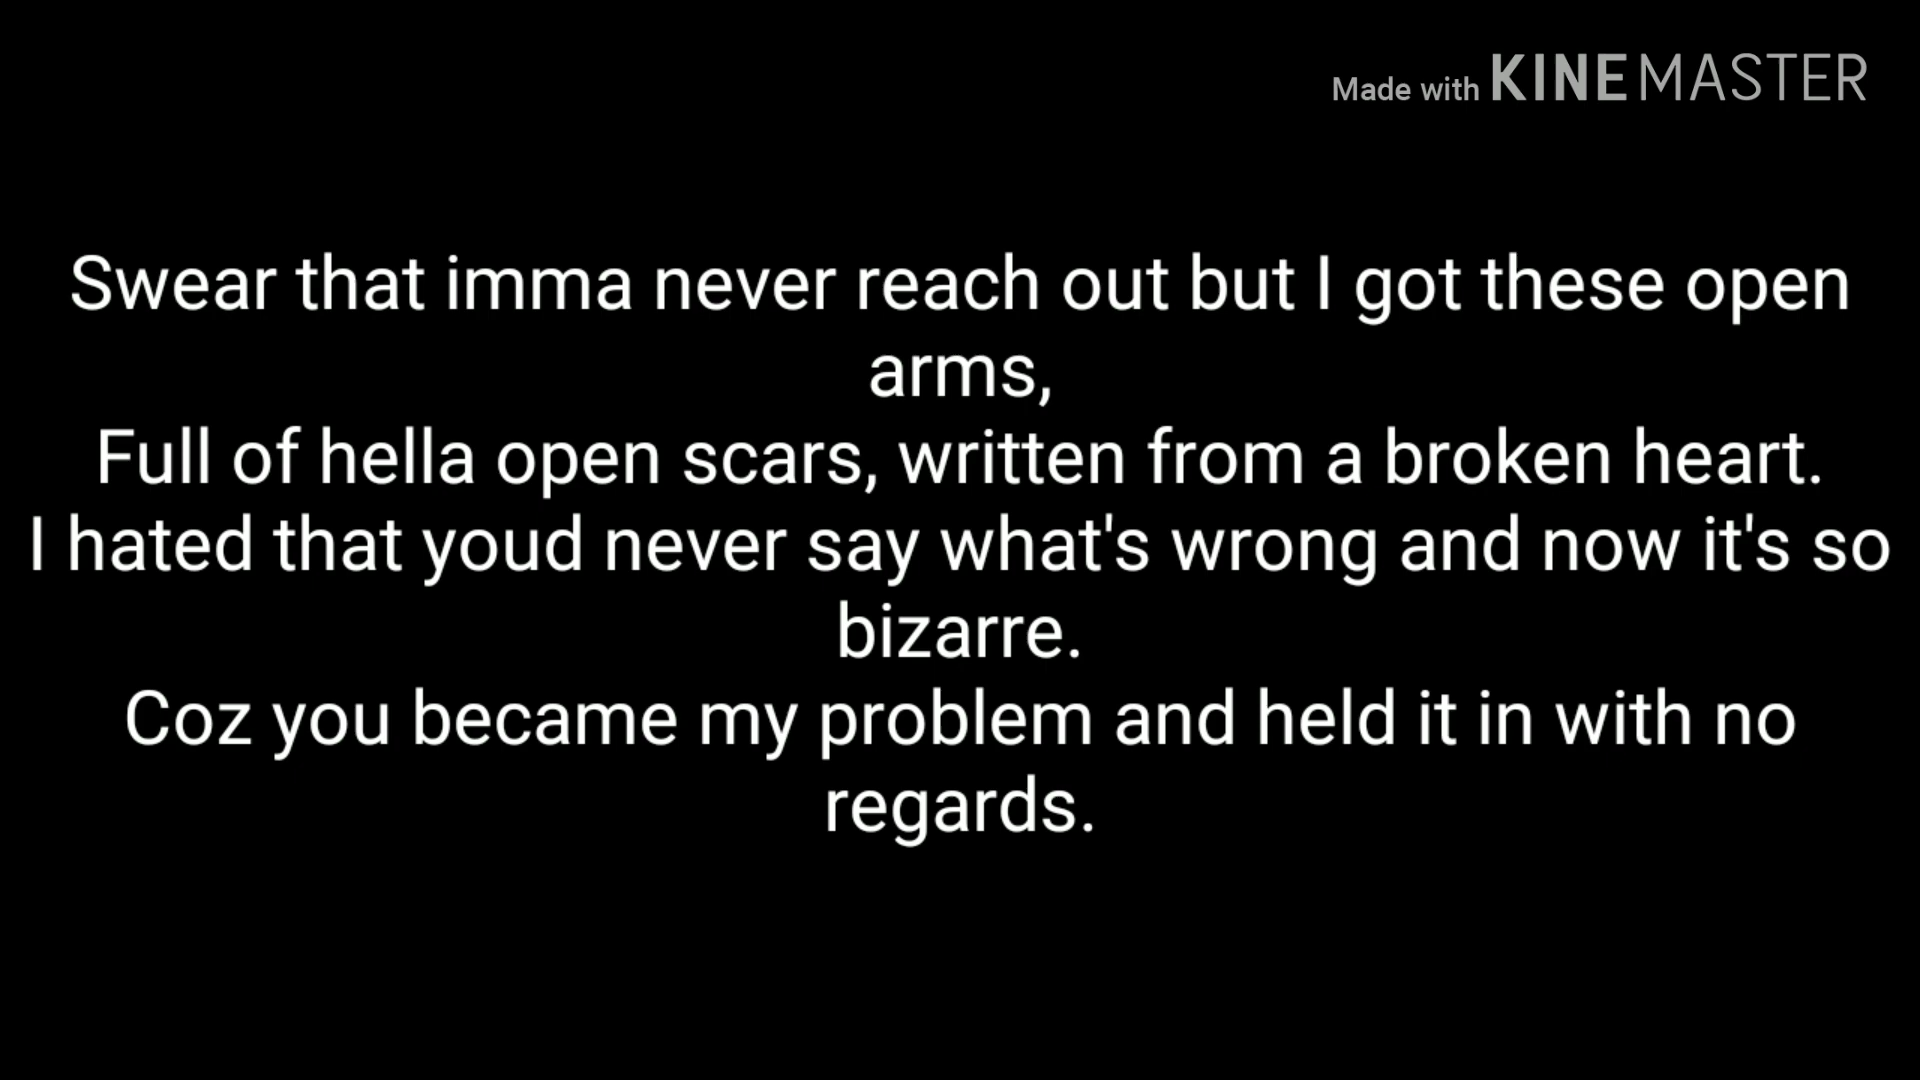 Made with KINEMASTER
Swear that imma never reach out but I got these open
arms,
Full of hella open scars, written from a broken heart.
I hated that youd never say what's wrong and now it's so
bizarre.
Coz you became my problem and held it in with no
regards.